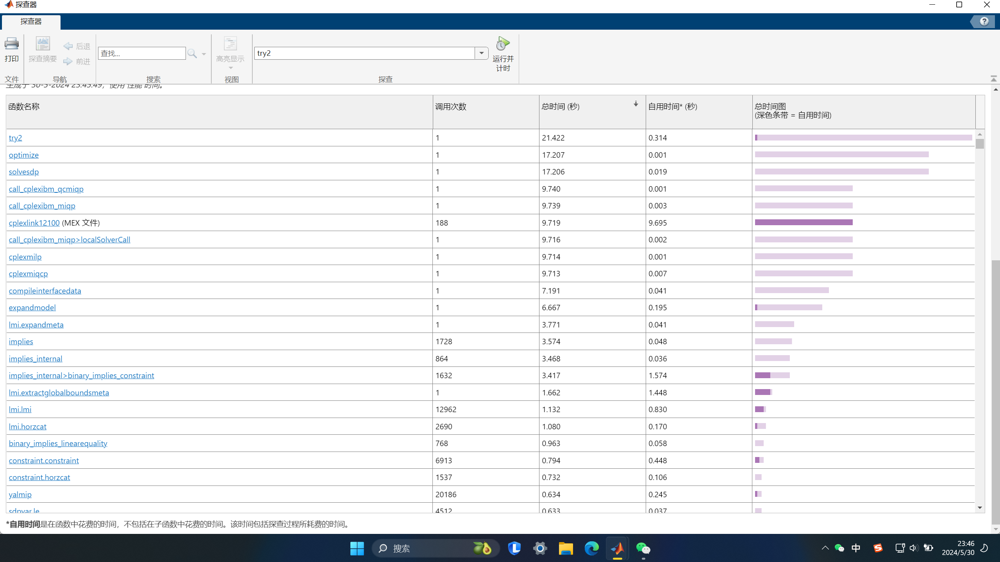 探查器
探查器
打印
探查摘要
后退
前进
查找...
高亮显示
try2
运行并
计时
文件
导航
搜索
视图
探查
生成于 30-5-2024 23:45:49，使用 性能 时间。
函数名称 调用次数 总时间 (秒) 自用时间* (秒) 总时间图
(深色条带 = 自用时间)
try2 1 21.422 0.314
optimize 1 17.207 0.001
solvesdp 1 17.206 0.019
call_cplexibm_qcmiqp 1 9.740 0.001
call_cplexibm_miqp 1 9.739 0.003
cplexlink12100 (MEX 文件) 188 9.719 9.695
call_cplexibm_miqp>localSolverCall 1 9.716 0.002
cplexmilp 1 9.714 0.001
cplexmiqcp 1 9.713 0.007
compileinterfacedata 1 7.191 0.041
expandmodel 1 6.667 0.195
lmi.expandmeta 1 3.771 0.041
implies 1728 3.574 0.048
implies_internal 864 3.468 0.036
implies_internal>binary_implies_constraint 1632 3.417 1.574
lmi.extractglobalboundsmeta 1 1.662 1.448
lmi.lmi 12962 1.132 0.830
lmi.horzcat 2690 1.080 0.170
binary_implies_linearequality 768 0.963 0.058
constraint.constraint 6913 0.794 0.448
constraint.horzcat 1537 0.732 0.106
yalmip 20186 0.634 0.245
sdpvar.le 4512 0.633 0.037
*自用时间是在函数中花费的时间，不包括在子函数中花费的时间。该时间包括探查过程所耗费的时间。
搜索
中
23:46
2024/5/30